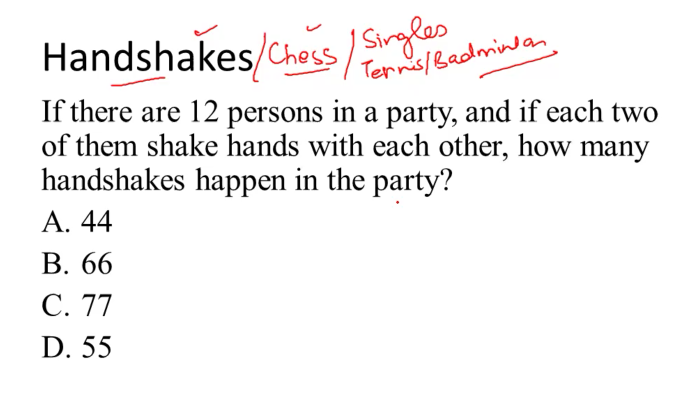 Handshakes/Chess/Singles
Tennis/Badminton
If there are 12 persons in a party, and if each two
of them shake hands with each other, how many
handshakes happen in the party?
A. 44
B. 66
C. 77
D. 55